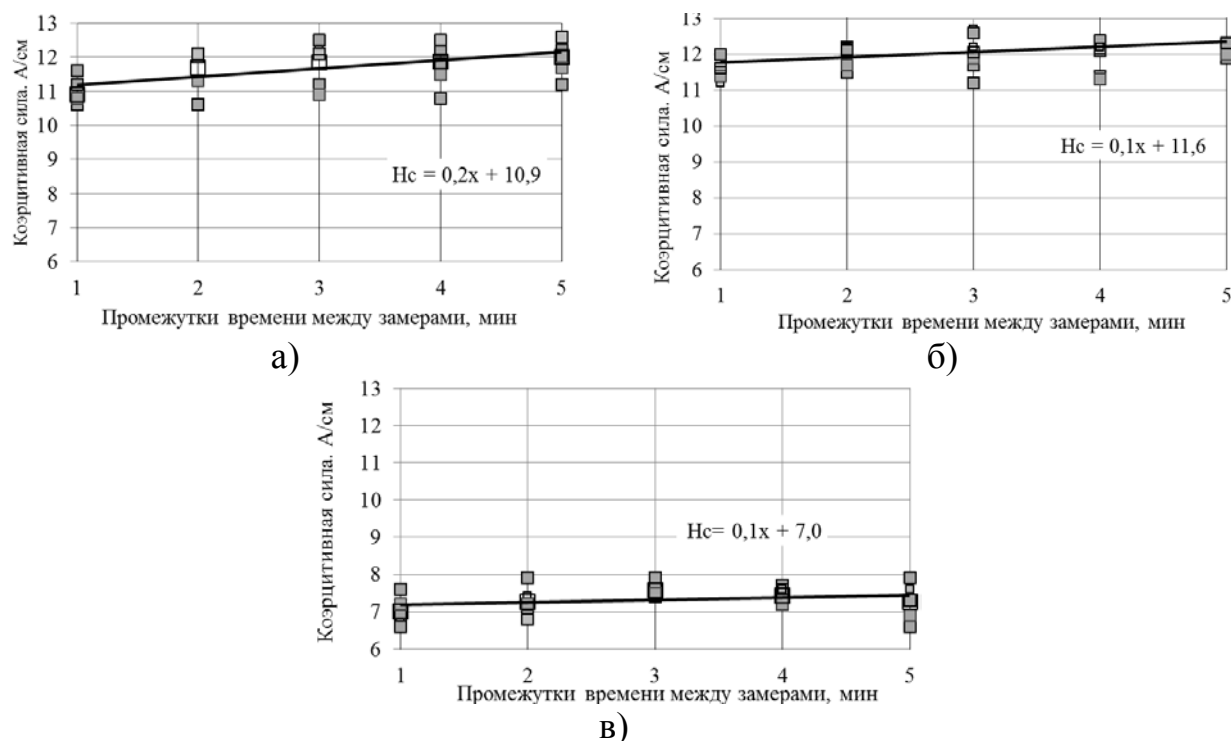 Коэрцитивная сила. А/см
13
12
11
10
9
8
7
6
Hc = 0,2x + 10,9
1 2 3 4 5
Промежутки времени между замерами, мин
а)
Коэрцитивная сила. А/см
13
12
11
10
9
8
7
6
Hc = 0,1x + 11,6
1 2 3 4 5
Промежутки времени между замерами, мин
б)
Коэрцитивная сила. А/см
13
12
11
10
9
8
7
6
Hc= 0,1x + 7,0
1 2 3 4 5
Промежутки времени между замерами, мин
в)